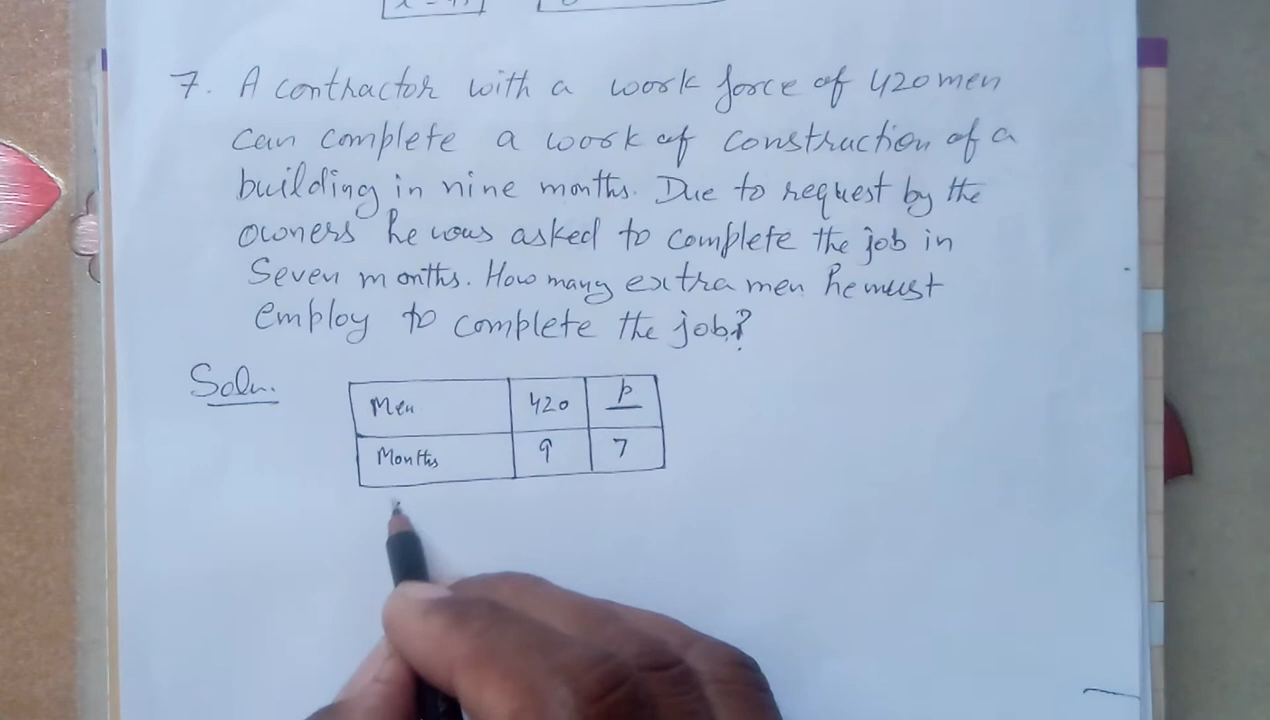 7. A contractor with a work force of 420 men
can complete a work of construction of a
building in nine months. Due to request by the
owners he was asked to complete the job in
Seven months. How many extra men he must
employ to complete the job?
Soln.
Men 420 p
Months 9 7